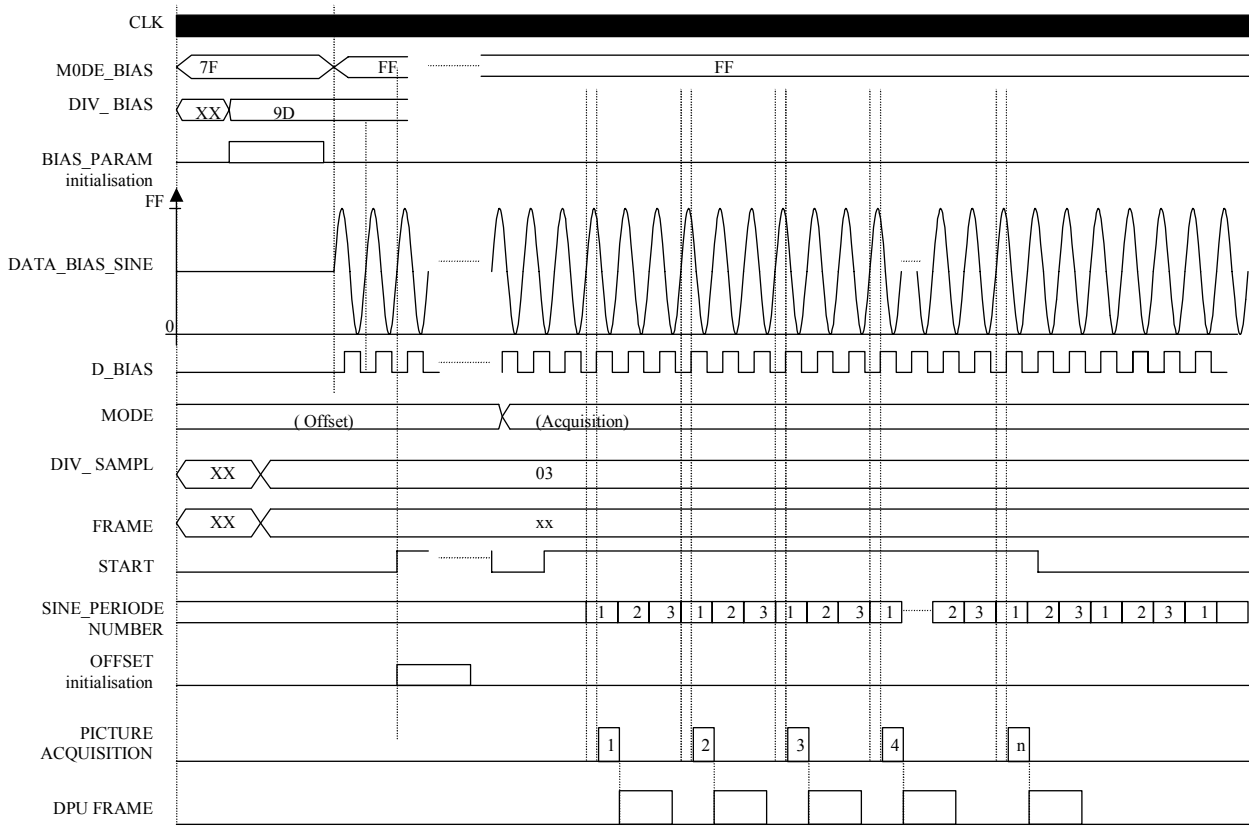 CLK
M0DE_BIAS
7F
FF
FF
DIV_ BIAS
XX
9D
BIAS_PARAM
initialisation
FF
DATA_BIAS_SINE
0
D_BIAS
MODE
( Offset)
(Acquisition)
DIV_ SAMPL
XX
03
FRAME
XX
xx
START
SINE_PERIODE
NUMBER
1 2 3 1 2 3 1 2 3 1 2 3 1 2 3 1 2 3 1
OFFSET
initialisation
PICTURE
ACQUISITION
1 2 3 4 n
DPU FRAME